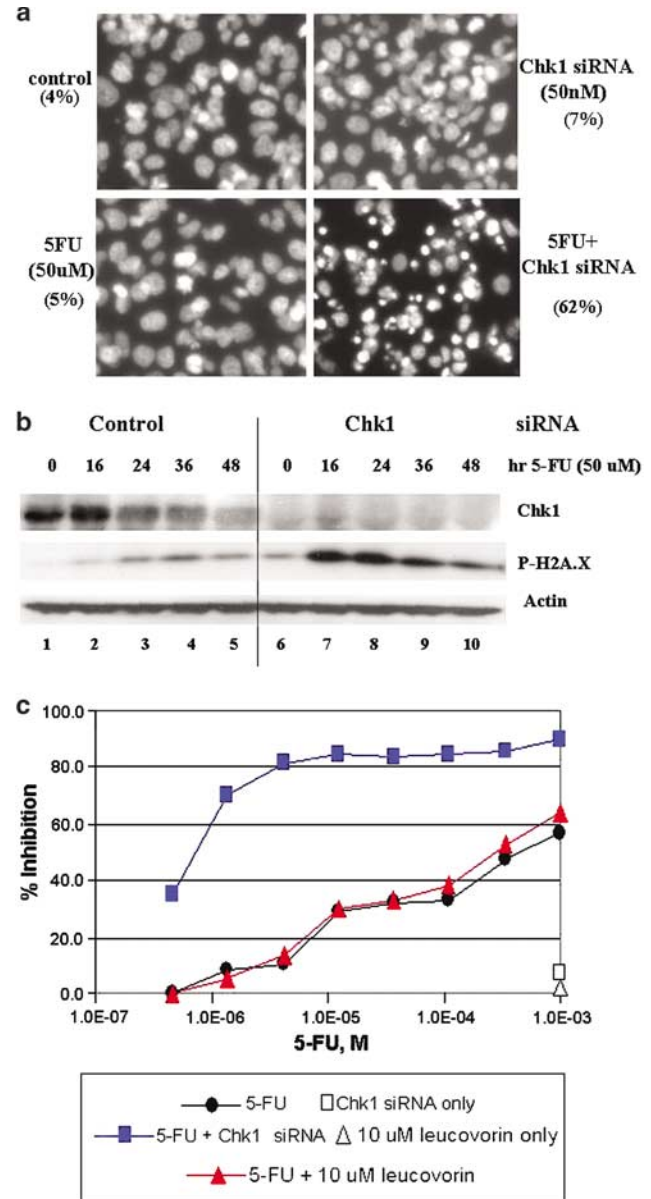 a
control
(4%)
Chk1 siRNA
(50nM)
(7%)
5FU
(50uM)
(5%)
5FU+
Chk1 siRNA
(62%)
b Control Chk1 siRNA
0 16 24 36 48 0 16 24 36 48 hr 5-FU (50 uM)
Chk1
P-H2A.X
Actin
1 2 3 4 5 6 7 8 9 10
c
100.0
80.0
60.0
40.0
20.0
0.0
% Inhibition
1.0E-07 1.0E-06 1.0E-05 1.0E-04 1.0E-03
5-FU, M
5-FU Chk1 siRNA only
5-FU + Chk1 siRNA 10 uM leucovorin only
5-FU + 10 uM leucovorin